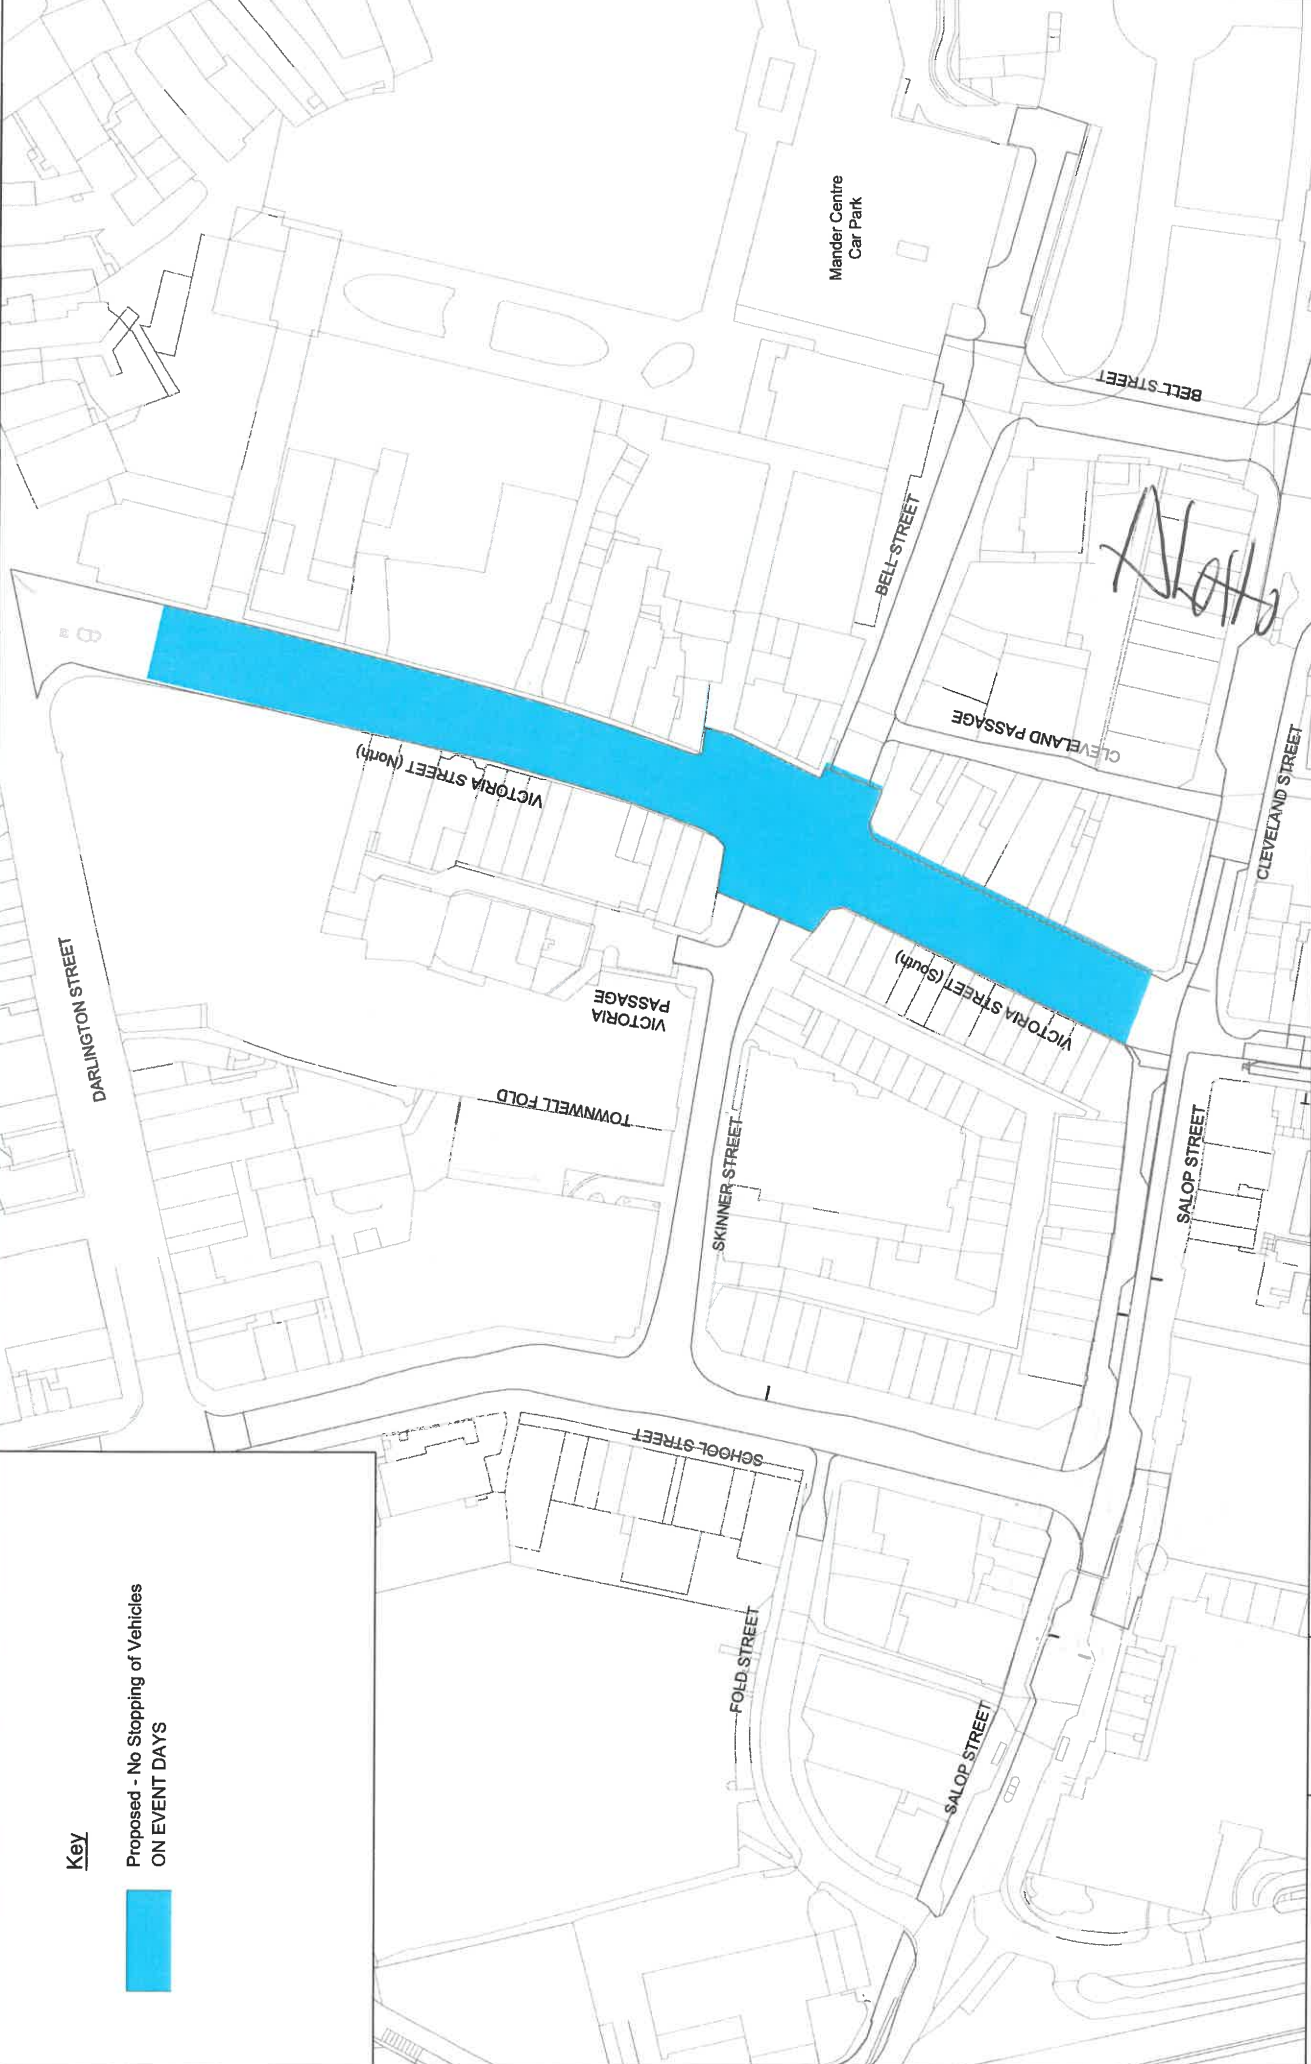 Key
Proposed - No Stopping of Vehicles
ON EVENT DAYS
DARLINGTON STREET
VICTORIA STREET (North)
VICTORIA
PASSAGE
TOWNWELL FOLD
SKINNER STREET
SCHOOL STREET
FOLD STREET
SALOP STREET
SALOP STREET
VICTORIA STREET (South)
CLEVELAND STREET
CLEVELAND PASSAGE
BELL STREET
BELL STREET
Mander Centre
Car Park